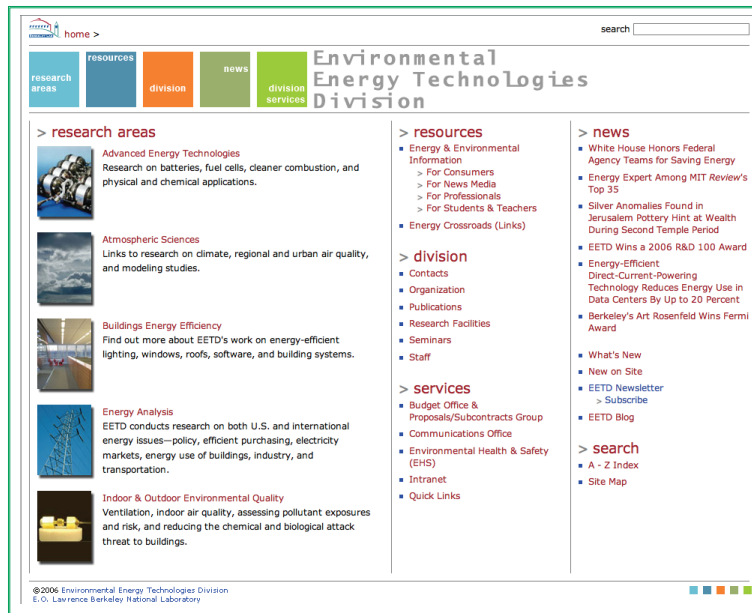 home >
search
research
areas
resources
division
news
division
services
Environmental
Energy Technologies
Division
> research areas
Advanced Energy Technologies
Research on batteries, fuel cells, cleaner combustion, and
physical and chemical applications.
Atmospheric Sciences
Links to research on climate, regional and urban air quality,
and modeling studies.
Buildings Energy Efficiency
Find out more about EETD's work on energy-efficient
lighting, windows, roofs, software, and building systems.
Energy Analysis
EETD conducts research on both U.S. and international
energy issues—policy, efficient purchasing, electricity
markets, energy use of buildings, industry, and
transportation.
Indoor & Outdoor Environmental Quality
Ventilation, indoor air quality, assessing pollutant exposures
and risk, and reducing the chemical and biological attack
threat to buildings.
> resources
Energy & Environmental
Information
> For Consumers
> For News Media
> For Professionals
> For Students & Teachers
Energy Crossroads (Links)
> division
Contacts
Organization
Publications
Research Facilities
Seminars
Staff
> services
Budget Office &
Proposals/Subcontracts Group
Communications Office
Environmental Health & Safety
(EHS)
Intranet
Quick Links
> news
White House Honors Federal
Agency Teams for Saving Energy
Energy Expert Among MIT Review's
Top 35
Silver Anomalies Found in
Jerusalem Pottery Hint at Wealth
During Second Temple Period
EETD Wins a 2006 R&D 100 Award
Energy-Efficient
Direct-Current-Powering
Technology Reduces Energy Use in
Data Centers By Up to 20 Percent
Berkeley's Art Rosenfeld Wins Fermi
Award
What's New
New on Site
EETD Newsletter
> Subscribe
EETD Blog
> search
A - Z Index
Site Map
©2006 Environmental Energy Technologies Division
E.O. Lawrence Berkeley National Laboratory